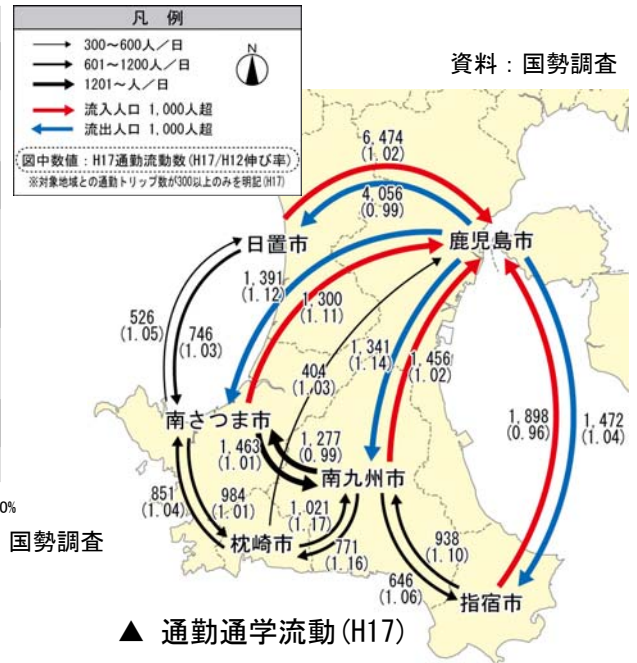 凡 例
300～600人／日
601～1200人／日
1201～人／日
流入人口 1,000人超
流出人口 1,000人超
図中数値：H17通勤流動数(H17/H12伸び率)
※対象地域との通勤トリップ数が300以上のみを明記(H17)
N
資料：国勢調査
6,474
(1.02)
4,056
(0.99)
日置市
鹿児島市
1,391
(1.12)
1,300
(1.11)
526
(1.05)
746
(1.03)
404
(1.03)
1,341
(1.14)
1,456
(1.02)
1,898
(0.96)
1,472
(1.04)
南さつま市
1,463
(1.01)
1,277
(0.99)
南九州市
851
(1.04)
984
(1.01)
1,021
(1.17)
枕崎市
771
(1.16)
938
(1.10)
646
(1.06)
指宿市
0%
国勢調査
▲ 通勤通学流動(H17)